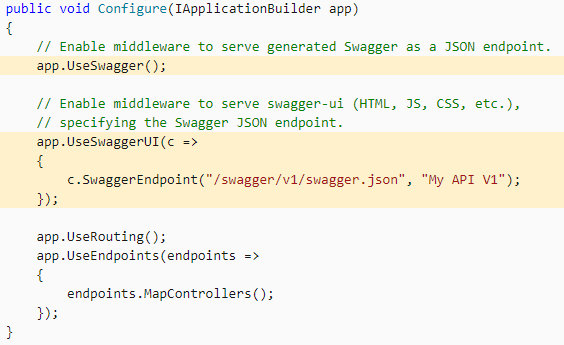 public void Configure(IApplicationBuilder app)
{
    // Enable middleware to serve generated Swagger as a JSON endpoint.
    app.UseSwagger();

    // Enable middleware to serve swagger-ui (HTML, JS, CSS, etc.),
    // specifying the Swagger JSON endpoint.
    app.UseSwaggerUI(c =>
    {
        c.SwaggerEndpoint("/swagger/v1/swagger.json", "My API V1");
    });

    app.UseRouting();
    app.UseEndpoints(endpoints =>
    {
        endpoints.MapControllers();
    });
}